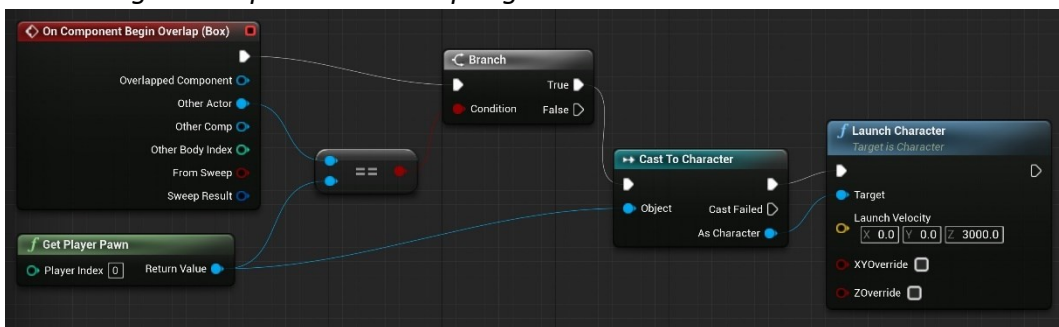 On Component Begin Overlap (Box)
Overlapped Component
Other Actor
Other Comp
Other Body Index
From Sweep
Sweep Result
Get Player Pawn
Player Index 0 Return Value
==
Branch
True
Condition False
Cast To Character
Object Cast Failed
As Character
Launch Character
Target is Character
Target
Launch Velocity
X 0.0 Y 0.0 Z 3000.0
XYOverride
ZOverride